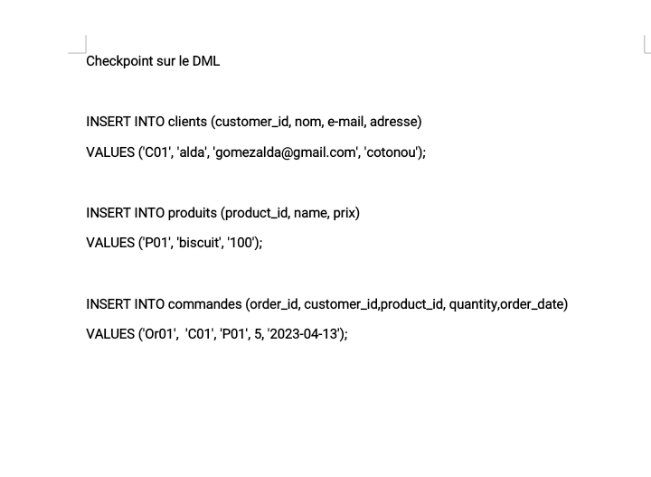 Checkpoint sur le DML
INSERT INTO clients (customer_id, nom, e-mail, adresse)
VALUES ('C01', 'alda', 'gomezalda@gmail.com', 'cotonou');
INSERT INTO produits (product_id, name, prix)
VALUES ('P01', 'biscuit', '100');
INSERT INTO commandes (order_id, customer_id,product_id, quantity,order_date)
VALUES ('Or01',  'C01', 'P01', 5, '2023-04-13');